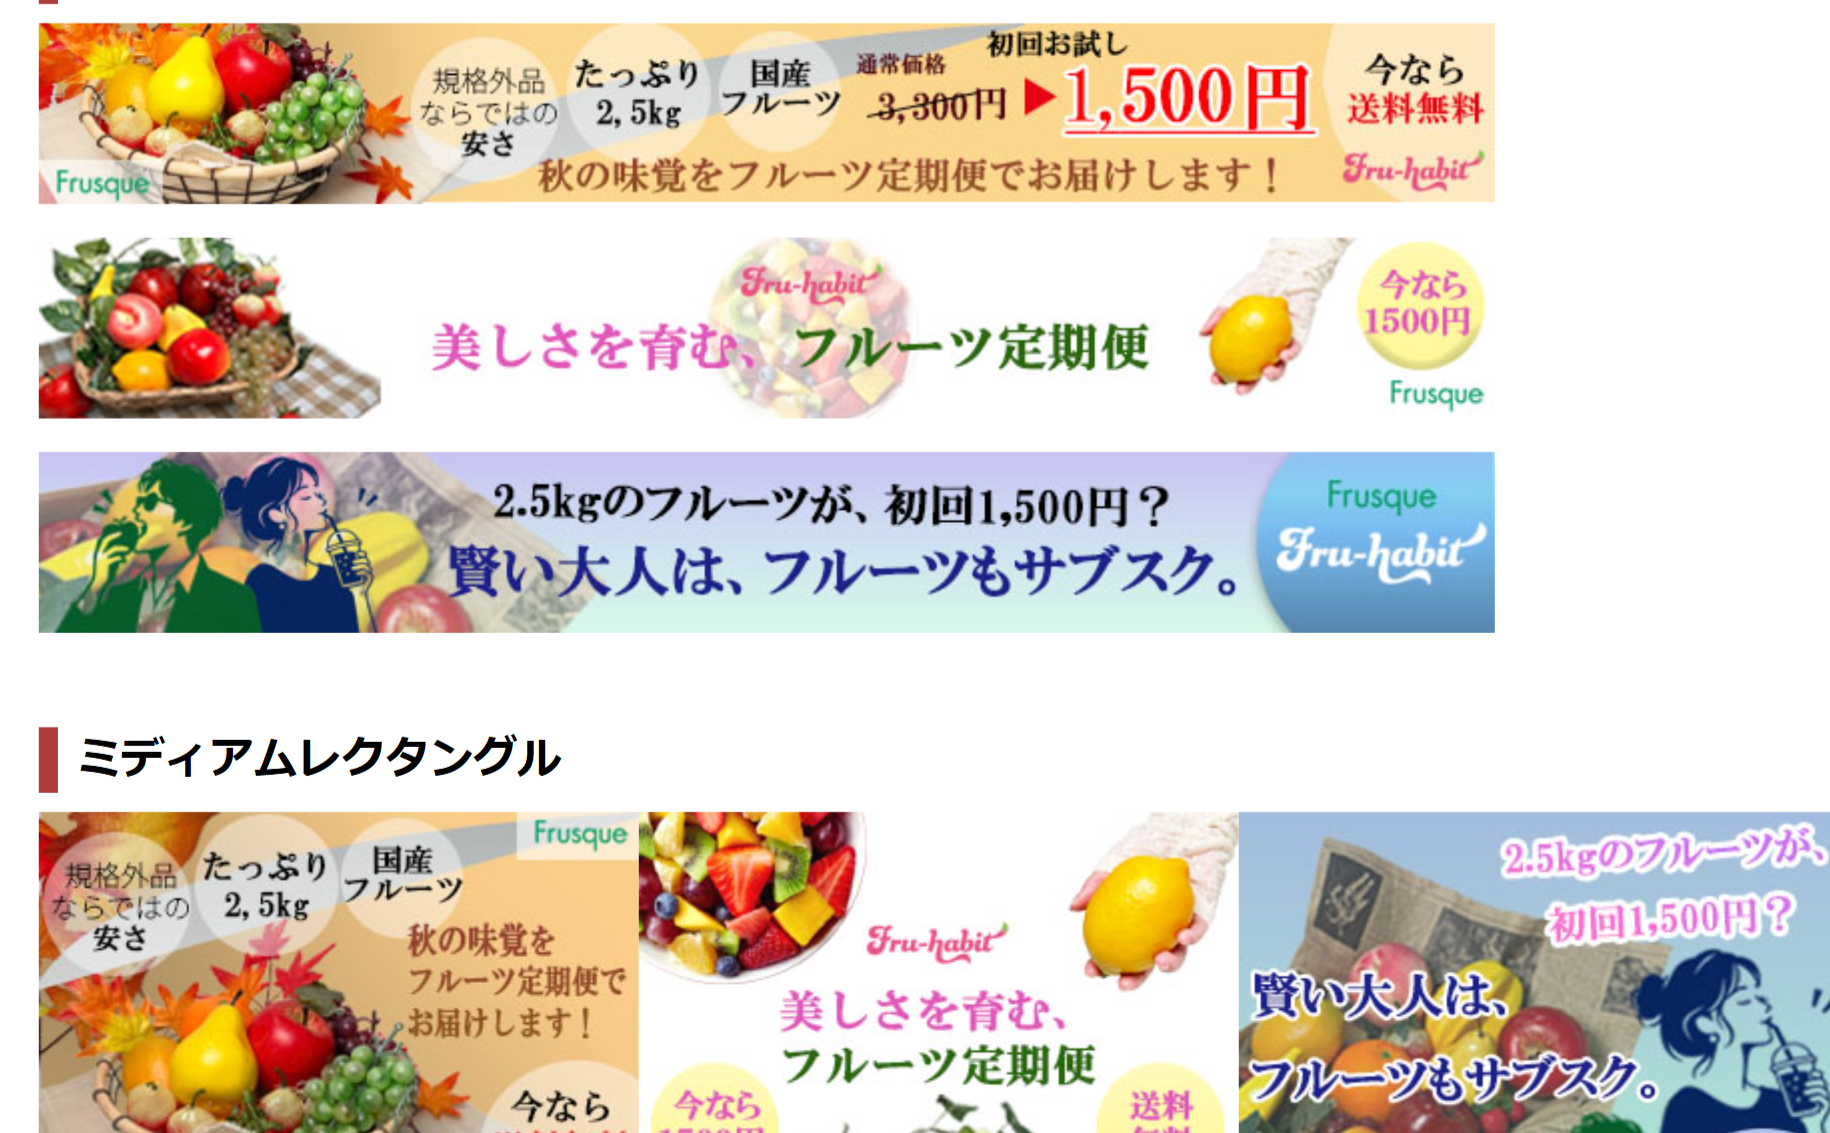 規格外品
ならではの
安さ
たっぷり
2,5kg
国産
フルーツ
通常価格
3,300円
初回お試し
1,500円
今なら
送料無料
秋の味覚をフルーツ定期便でお届けします！
Frusque
Fru-habit
Fru-habit
美しさを育む、フルーツ定期便
今なら
1500円
Frusque
2.5kgのフルーツが、初回1,500円？
賢い大人は、フルーツもサブスク。
Frusque
Fru-habit
ミディアムレクタングル
規格外品
ならではの
安さ
たっぷり
2,5kg
国産
フルーツ
Frusque
秋の味覚を
フルーツ定期便で
お届けします！
今なら
Fru-habit
美しさを育む、
フルーツ定期便
今なら
送料
2.5kgのフルーツが、
初回1,500円？
賢い大人は、
フルーツもサブスク。